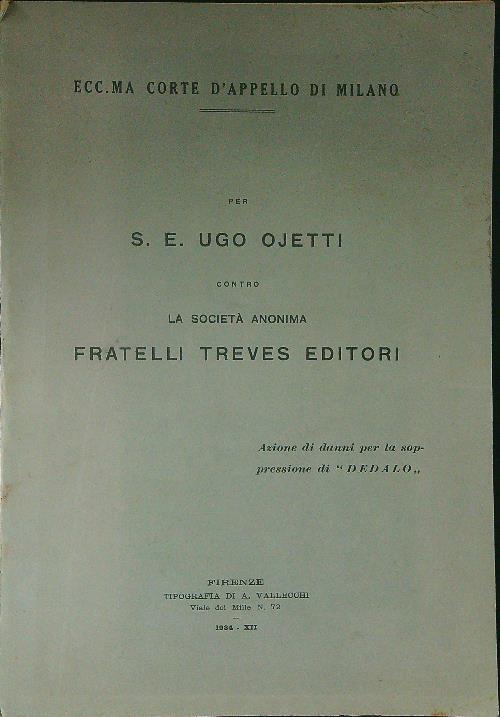 ECC.MA CORTE D'APPELLO DI MILANO
PER
S. E. UGO OJETTI
CONTRO
LA SOCIETÀ ANONIMA
FRATELLI TREVES EDITORI
Azione di danni per la sop-
pressione di “DEDALO„
FIRENZE
TIPOGRAFIA DI A. VALLECCHI
Viale dei Mille N. 72
1934 - XII